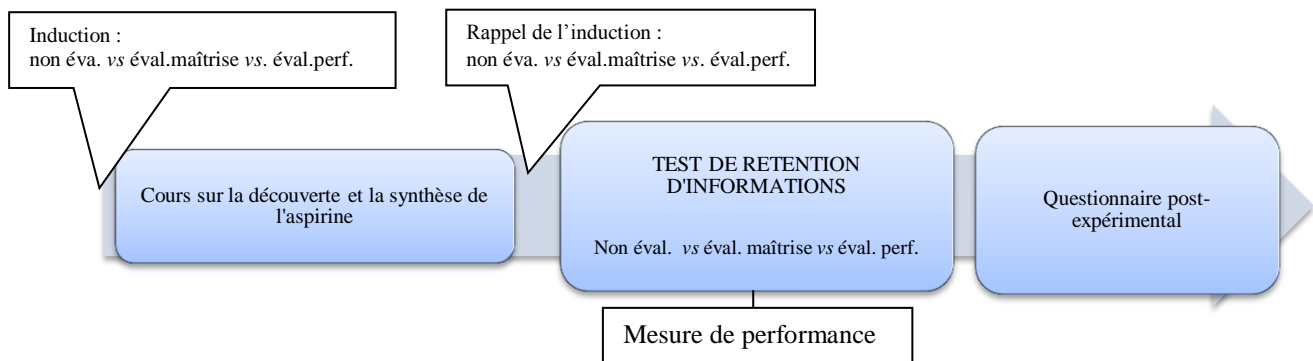 Induction :
non éva. vs éval.maîtrise vs. éval.perf.
Rappel de l’induction :
non éva. vs éval.maîtrise vs. éval.perf.
Cours sur la découverte et la synthèse de
l'aspirine
TEST DE RETENTION
D'INFORMATIONS
Non éval. vs éval. maîtrise vs éval. perf.
Questionnaire post-
expérimental
Mesure de performance